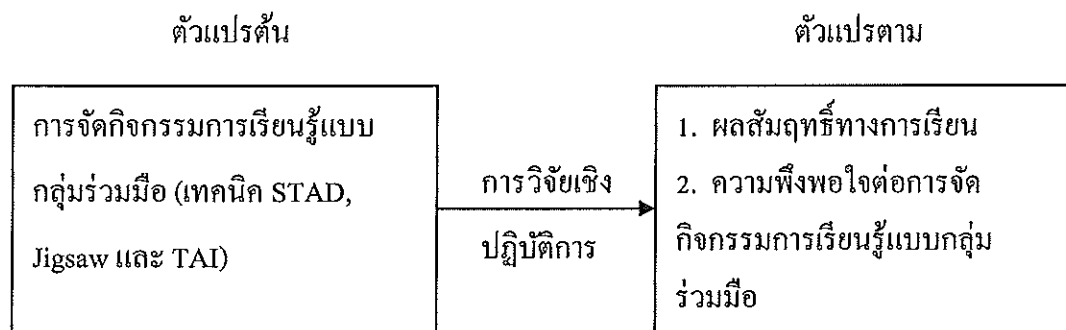 ตัวแปรต้น
ตัวแปรตาม
การจัดกิจกรรมการเรียนรู้แบบ
กลุ่มร่วมมือ (เทคนิค STAD,
Jigsaw และ TAI)
การวิจัยเชิง
ปฏิบัติการ
1. ผลสัมฤทธิ์ทางการเรียน
2. ความพึงพอใจต่อการจัด
กิจกรรมการเรียนรู้แบบกลุ่ม
ร่วมมือ